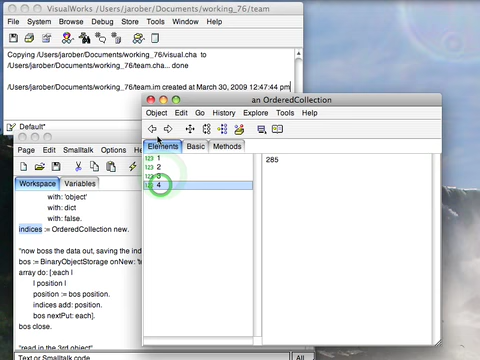 VisualWorks /Users/jarober/Documents/working_76/team
File System Browse Debug Store Tools Window Help
Copying /Users/jarober/Documents/working_76/visual.cha to
/Users/jarober/Documents/working_76/team.cha... done
/Users/jarober/Documents/working_76/team.im created at March 30, 2009 12:47:44 pm
Default*
an OrderedCollection
Object Edit Go History Explore Tools Help
Elements Basic Methods
123 1
123 2
123 3
123 4
285
Page Edit Smalltalk Options H
Workspace Variables
with: 'object'
with: dict
with: false.
indices := OrderedCollection new.
"now boss the data out, saving the ind
bos := BinaryObjectStorage onNew: 't
array do: [:each |
| position |
position := bos position.
indices add: position.
bos nextPut: each].
bos close.
"read in the 3rd object"
Text or Smalltalk code
All